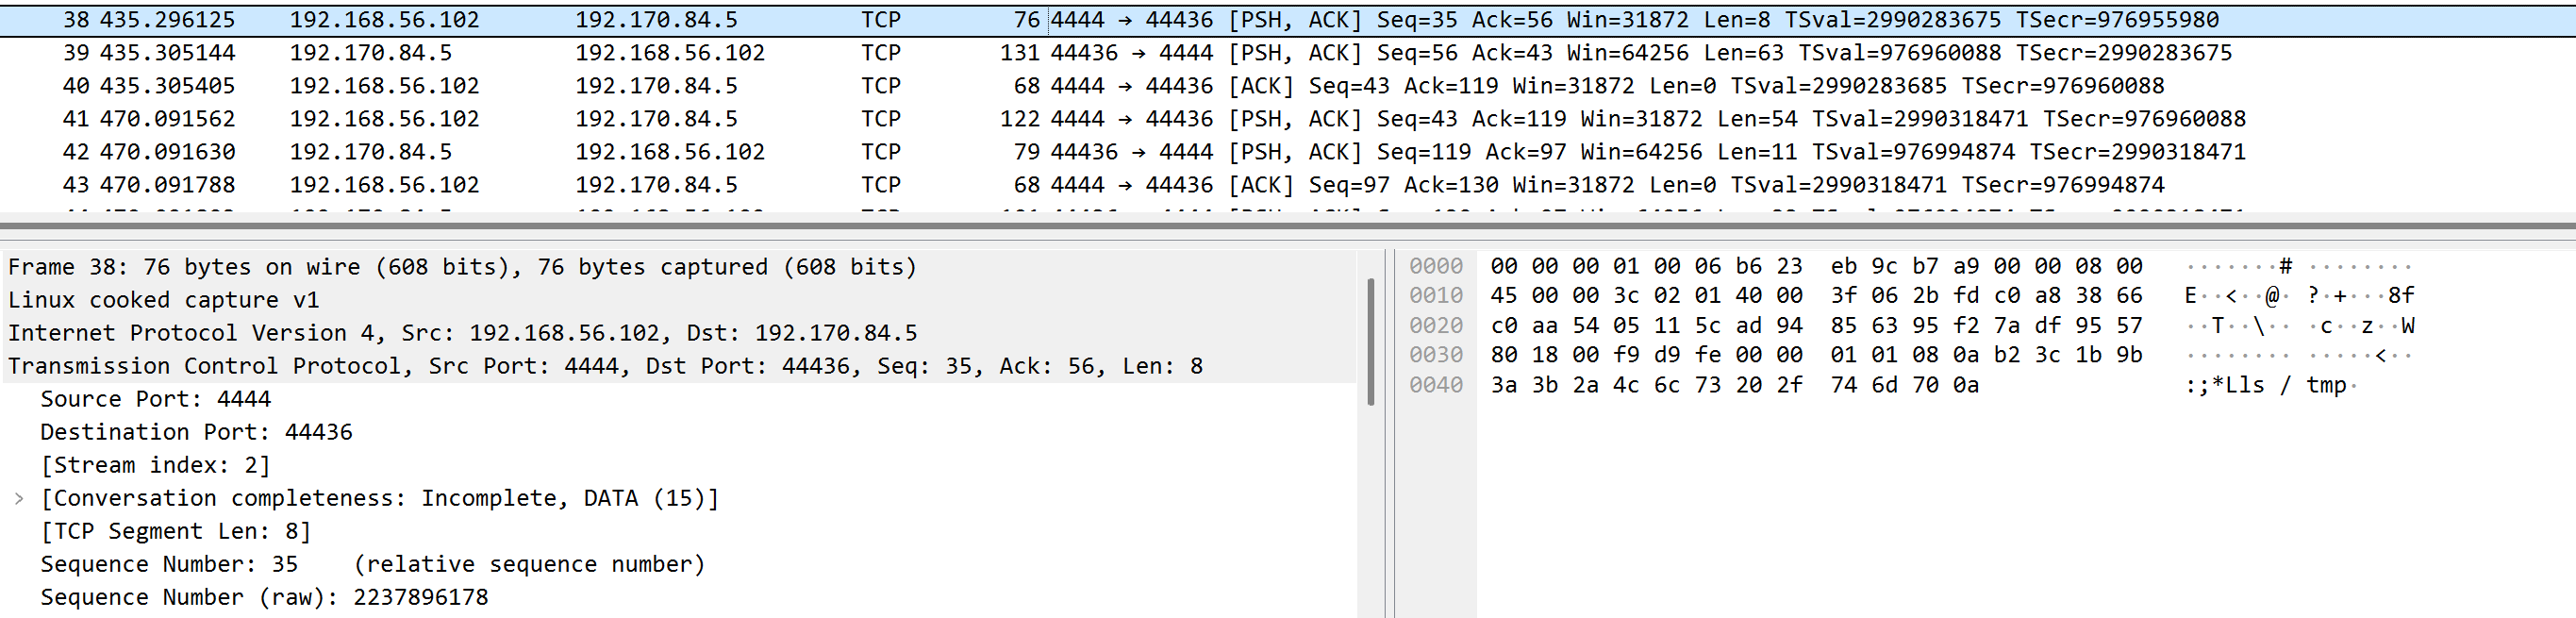 38 435.296125 192.168.56.102 192.170.84.5 TCP 76 4444 → 44436 [PSH, ACK] Seq=35 Ack=56 Win=31872 Len=8 TSval=2990283675 TSecr=976955980
39 435.305144 192.170.84.5 192.168.56.102 TCP 131 44436 → 4444 [PSH, ACK] Seq=56 Ack=43 Win=64256 Len=63 TSval=976960088 TSecr=2990283675
40 435.305405 192.168.56.102 192.170.84.5 TCP 68 4444 → 44436 [ACK] Seq=43 Ack=119 Win=31872 Len=0 TSval=2990283685 TSecr=976960088
41 470.091562 192.168.56.102 192.170.84.5 TCP 122 4444 → 44436 [PSH, ACK] Seq=43 Ack=119 Win=31872 Len=54 TSval=2990318471 TSecr=976960088
42 470.091630 192.170.84.5 192.168.56.102 TCP 79 44436 → 4444 [PSH, ACK] Seq=119 Ack=97 Win=64256 Len=11 TSval=976994874 TSecr=2990318471
43 470.091788 192.168.56.102 192.170.84.5 TCP 68 4444 → 44436 [ACK] Seq=97 Ack=130 Win=31872 Len=0 TSval=2990318471 TSecr=976994874
Frame 38: 76 bytes on wire (608 bits), 76 bytes captured (608 bits)
Linux cooked capture v1
Internet Protocol Version 4, Src: 192.168.56.102, Dst: 192.170.84.5
Transmission Control Protocol, Src Port: 4444, Dst Port: 44436, Seq: 35, Ack: 56, Len: 8
Source Port: 4444
Destination Port: 44436
[Stream index: 2]
> [Conversation completeness: Incomplete, DATA (15)]
[TCP Segment Len: 8]
Sequence Number: 35 (relative sequence number)
Sequence Number (raw): 2237896178
0000 00 00 00 01 00 06 b6 23 eb 9c b7 a9 00 00 08 00 ·······# ········
0010 45 00 00 3c 02 01 40 00 3f 06 2b fd c0 a8 38 66 E··<··@· ?·+···8f
0020 c0 aa 54 05 11 5c ad 94 85 63 95 f2 7a df 95 57 ··T··\·· ·c··z··W
0030 80 18 00 f9 d9 fe 00 00 01 01 08 0a b2 3c 1b 9b ········ ·····<··
0040 3a 3b 2a 4c 6c 73 20 2f 74 6d 70 0a :;*Lls / tmp·